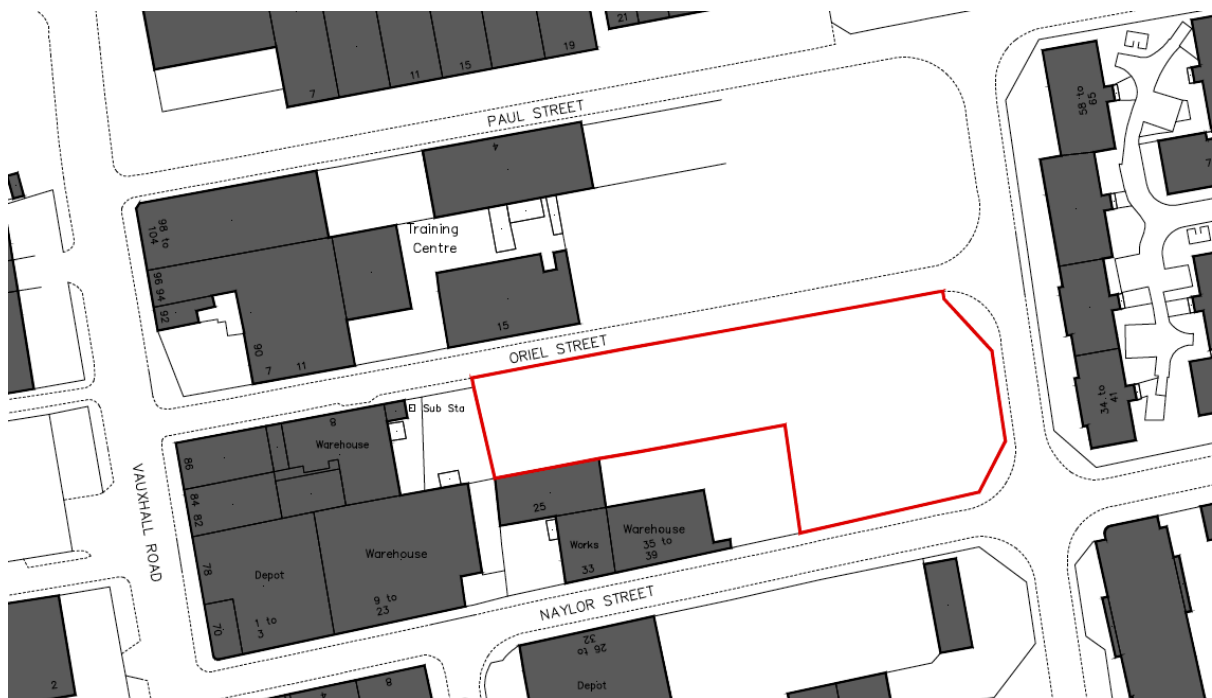 21
19
15
11
7
PAUL STREET
58 to
65
4
7
98 to
104
Training
Centre
96 94
92
15
90
7
11
ORIEL STREET
34 to
41
Sub Sta
8
Warehouse
86
84
82
25
VAUXHALL ROAD
Warehouse
35 to
39
Works
33
Warehouse
78
Depot
9 to
23
NAYLOR STREET
70
1 to
3
26 to
32
2
4
8
Depot